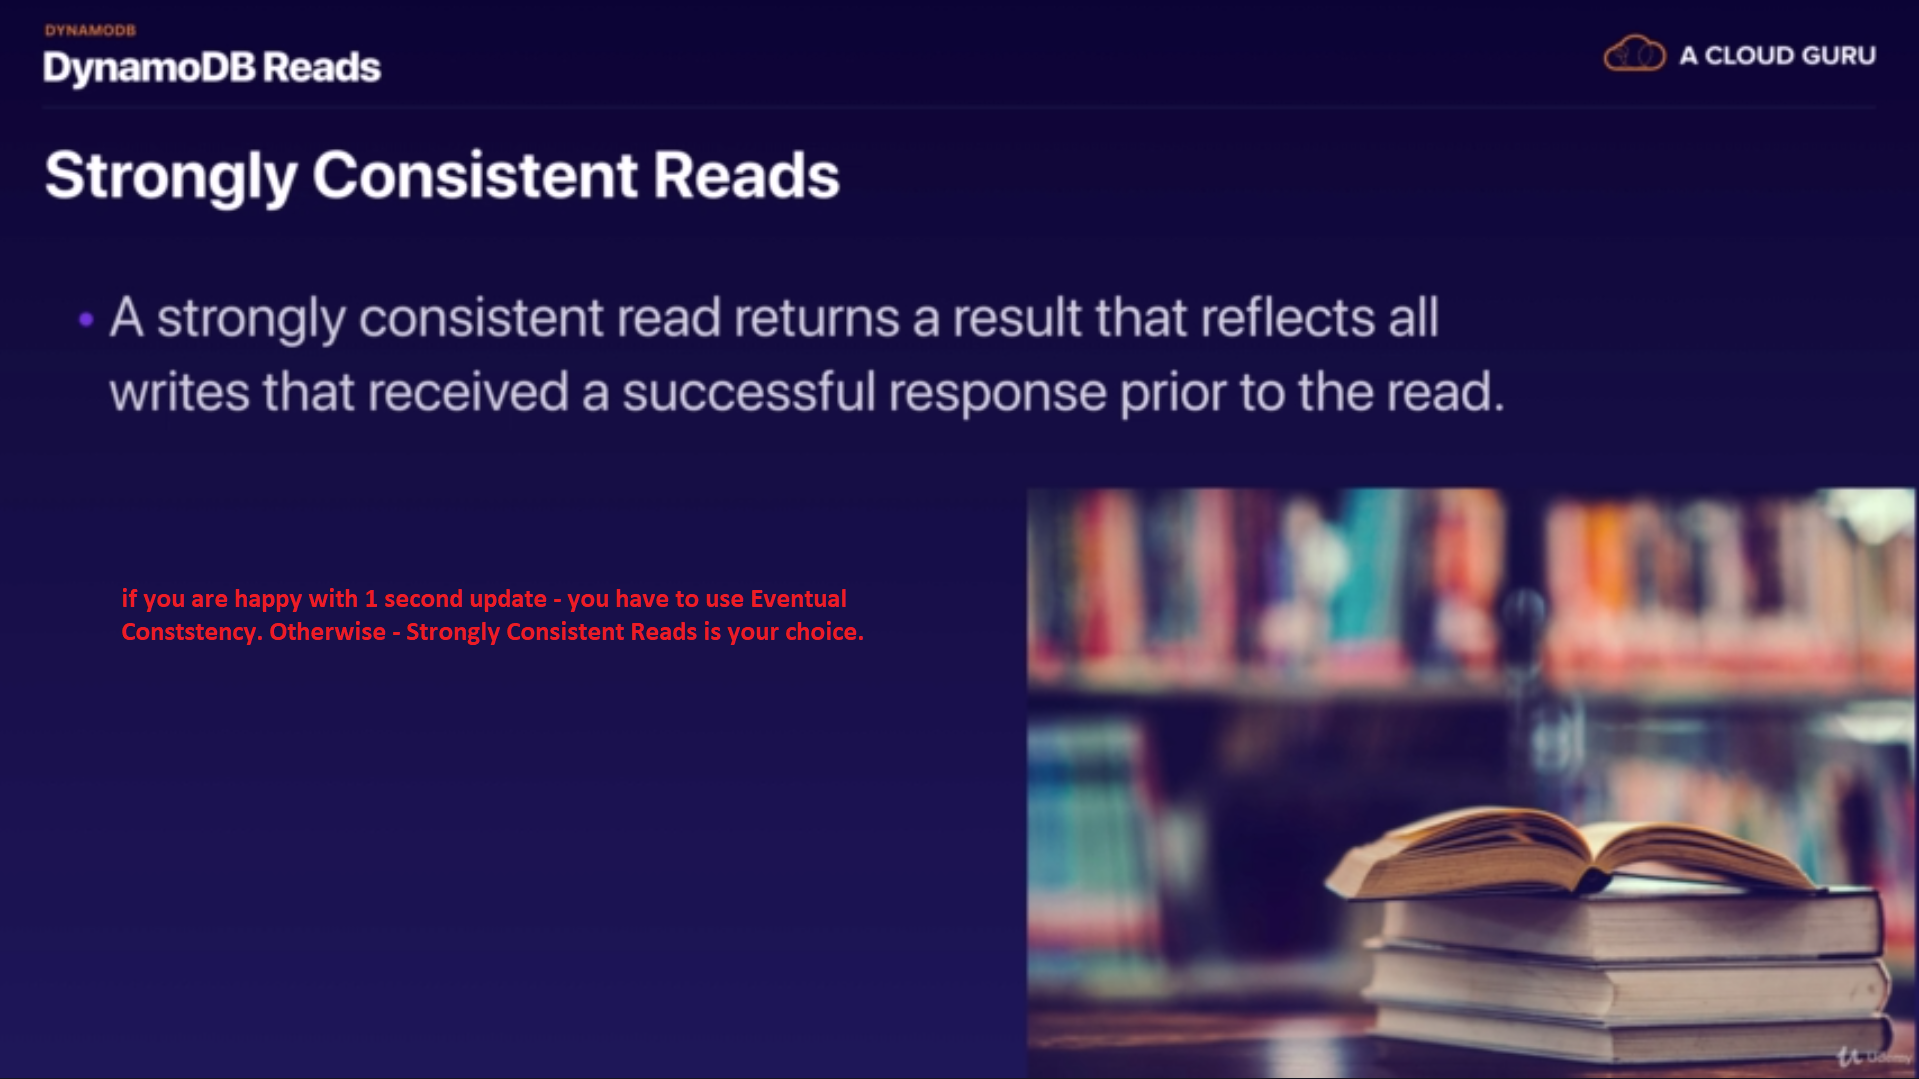 DYNAMODB
DynamoDB Reads
A CLOUD GURU
Strongly Consistent Reads
• A strongly consistent read returns a result that reflects all
writes that received a successful response prior to the read.
if you are happy with 1 second update - you have to use Eventual
Conststency. Otherwise - Strongly Consistent Reads is your choice.
Udemy